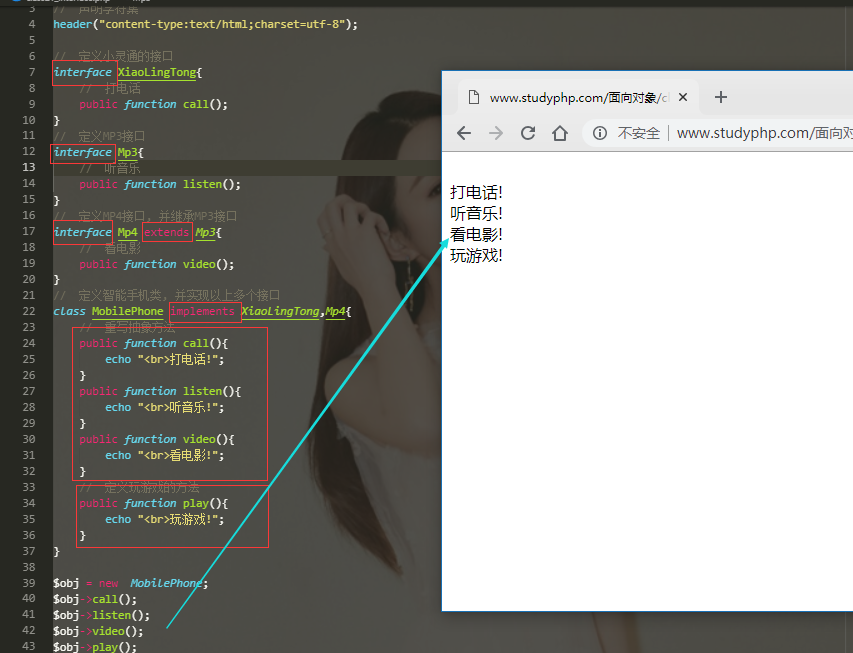 3 // 声明字符集
4 header("content-type:text/html;charset=utf-8");
5
6 // 定义小灵通的接口
7 interface XiaoLingTong{
8 // 打电话
9 public function call();
10 }
11 // 定义MP3接口
12 interface Mp3{
13 // 听音乐
14 public function listen();
15 }
16 // 定义MP4接口, 并继承MP3接口
17 interface Mp4 extends Mp3{
18 // 看电影
19 public function video();
20 }
21 // 定义智能手机类, 并实现以上多个接口
22 class MobilePhone implements XiaoLingTong,Mp4{
23 // 重写抽象方法
24 public function call(){
25 echo "<br>打电话!";
26 }
27 public function listen(){
28 echo "<br>听音乐!";
29 }
30 public function video(){
31 echo "<br>看电影!";
32 }
33 // 定义玩游戏的方法
34 public function play(){
35 echo "<br>玩游戏!";
36 }
37 }
38
39 $obj = new MobilePhone;
40 $obj->call();
41 $obj->listen();
42 $obj->video();
43 $obj->play();
www.studyphp.com/面向对象/
不安全 | www.studyphp.com/面向对
打电话!
听音乐!
看电影!
玩游戏!